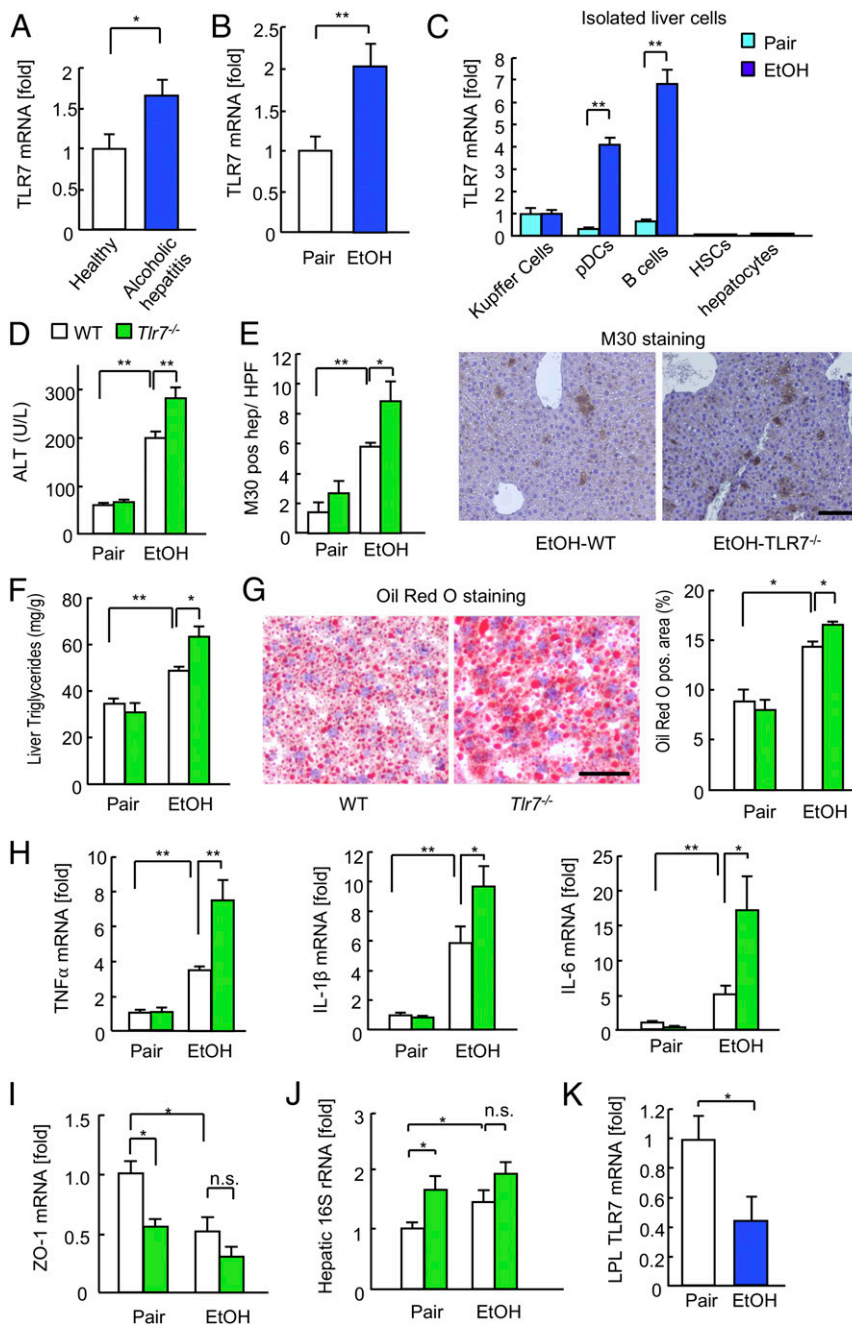 A
*
TLR7 mRNA [fold]
2
1.5
1
0.5
0
Healthy
Alcoholic
hepatitis
B
**
TLR7 mRNA [fold]
2.5
2
1.5
1
0.5
0
Pair EtOH
C
Isolated liver cells
Pair
EtOH
TLR7 mRNA [fold]
8
7
6
5
4
2
1
0
**
**
Kupffer Cells
pDCs
B cells
HSCs
hepatocytes
D
WT Tlr7-/-
** **
ALT (U/L)
300
200
100
0
Pair EtOH
E
** *
M30 pos hep/ HPF
12
10
8
6
4
2
0
Pair EtOH
M30 staining
EtOH-WT EtOH-TLR7-/-
F
** *
Liver Triglycerides (mg/g)
80
60
40
20
0
Pair EtOH
G
Oil Red O staining
WT Tlr7-/-
* *
Oil Red O pos. area (%)
20
15
10
5
0
Pair EtOH
H
** **
TNFα mRNA [fold]
10
8
6
4
2
0
Pair EtOH
** *
IL-1β mRNA [fold]
12
10
8
6
4
2
0
Pair EtOH
** *
IL-6 mRNA [fold]
25
20
15
10
5
0
Pair EtOH
I
*
*
n.s.
ZO-1 mRNA [fold]
1.5
1.0
0.5
0
Pair EtOH
J
* n.s.
*
Hepatic 16S rRNA [fold]
3
2
1
0
Pair EtOH
K
*
LPL TLR7 mRNA [fold]
1.2
1
0.8
0.6
0.4
0.2
0
Pair EtOH